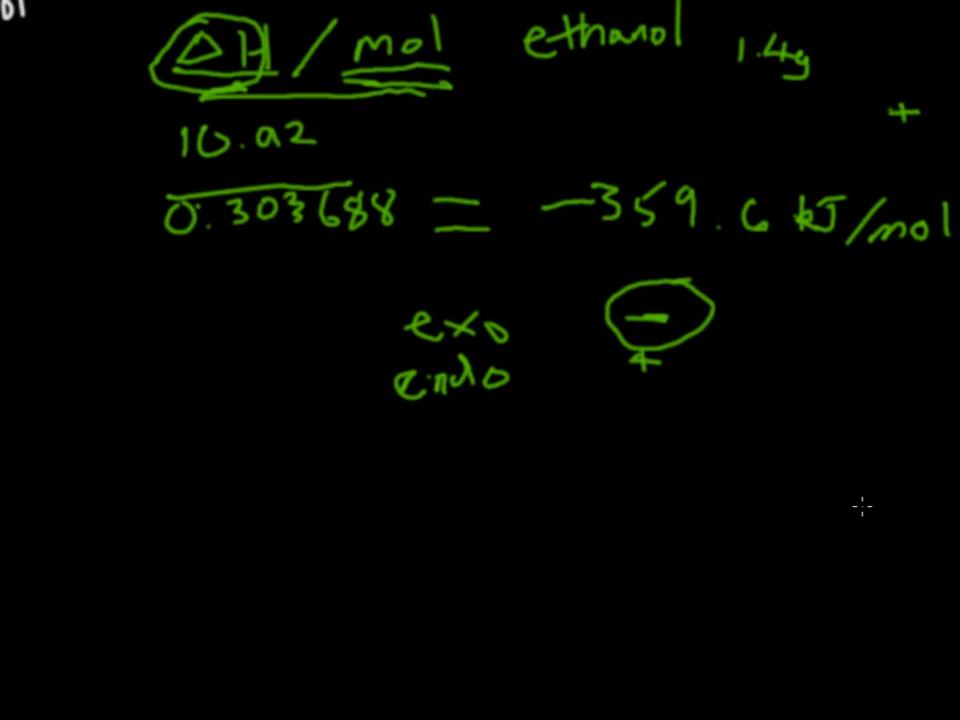 ΔH / mol ethanol 1.4g
+
10.92
0.303688 = -359.6 kJ/mol
exo -
endo +